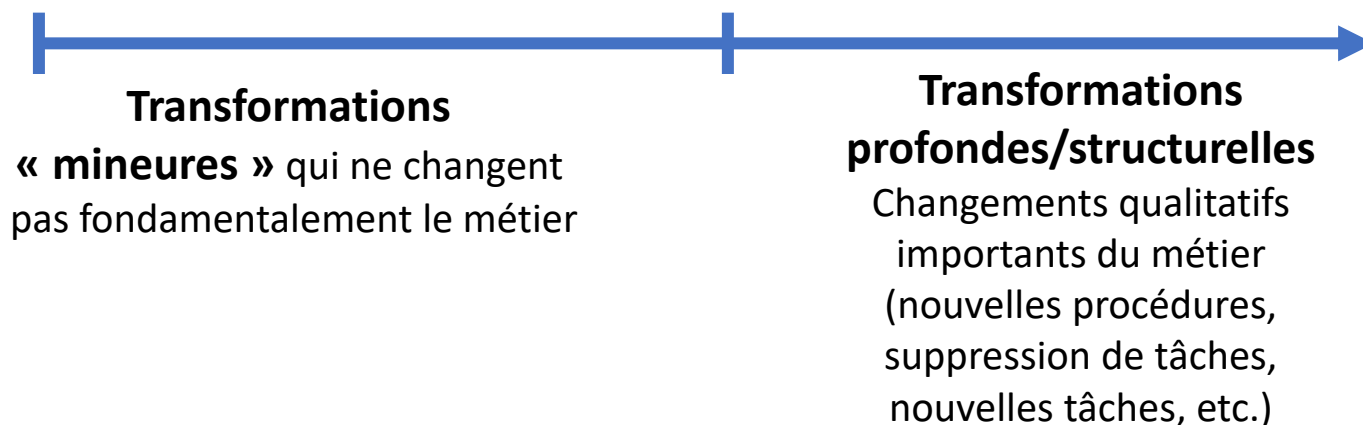 Transformations
« mineures » qui ne changent
pas fondamentalement le métier
Transformations
profondes/structurelles
Changements qualitatifs
importants du métier
(nouvelles procédures,
suppression de tâches,
nouvelles tâches, etc.)